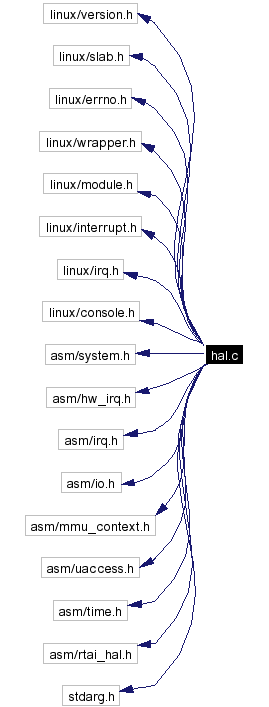 linux/version.h
linux/slab.h
linux/errno.h
linux/wrapper.h
linux/module.h
linux/interrupt.h
linux/irq.h
linux/console.h
asm/system.h
hal.c
asm/hw_irq.h
asm/irq.h
asm/io.h
asm/mmu_context.h
asm/uaccess.h
asm/time.h
asm/rtai_hal.h
stdarg.h